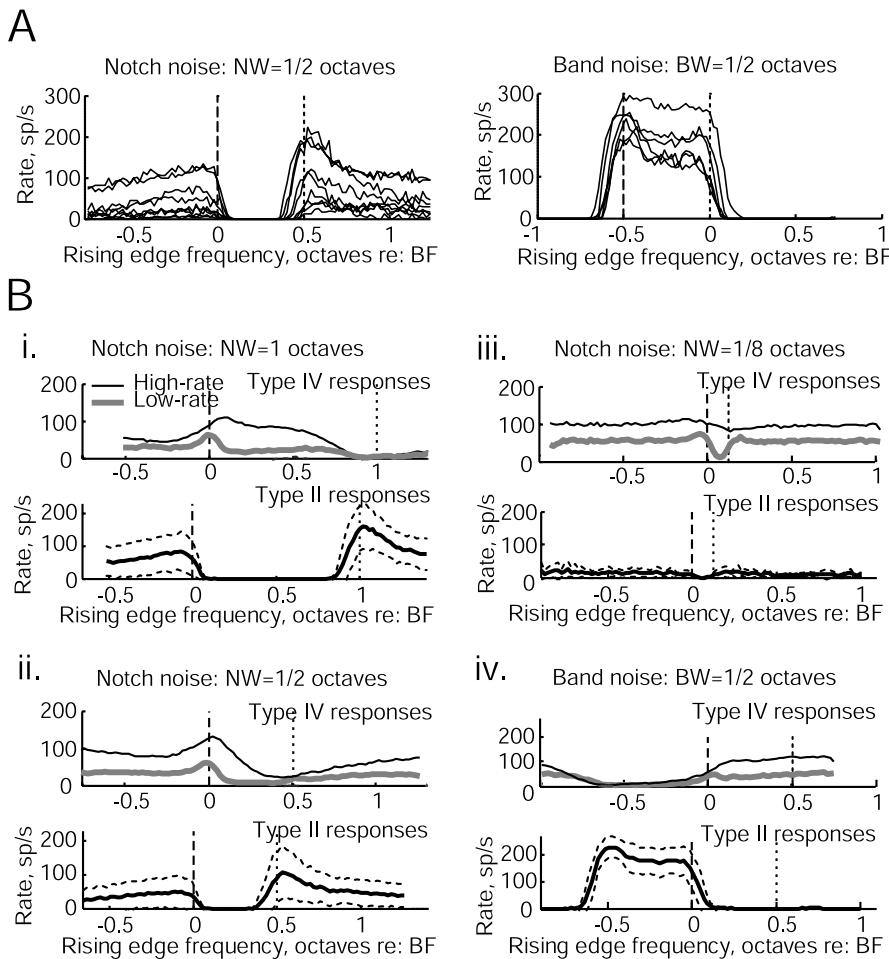 A
Notch noise: NW=1/2 octaves
Rate, sp/s
300
200
100
0
-0.5 0 0.5 1
Rising edge frequency, octaves re: BF
Band noise: BW=1/2 octaves
Rate, sp/s
300
200
100
0
-1 -0.5 0 0.5 1
Rising edge frequency, octaves re: BF
B
i.
Notch noise: NW=1 octaves
200
100
0
High-rate
Low-rate
Type IV responses
-0.5 0 0.5 1
Type II responses
Rate, sp/s
200
100
0
-0.5 0 0.5 1
Rising edge frequency, octaves re: BF
ii.
Notch noise: NW=1/2 octaves
Type IV responses
200
100
0
-0.5 0 0.5 1
Type II responses
Rate, sp/s
200
100
0
-0.5 0 0.5 1
Rising edge frequency, octaves re: BF
iii.
Notch noise: NW=1/8 octaves
Type IV responses
200
100
0
-0.5 0 0.5 1
Type II responses
Rate, sp/s
200
100
0
-0.5 0 0.5 1
Rising edge frequency, octaves re: BF
iv.
Band noise: BW=1/2 octaves
Type IV responses
200
100
0
-0.5 0 0.5 1
Type II responses
Rate, sp/s
200
100
0
-0.5 0 0.5 1
Rising edge frequency, octaves re: BF